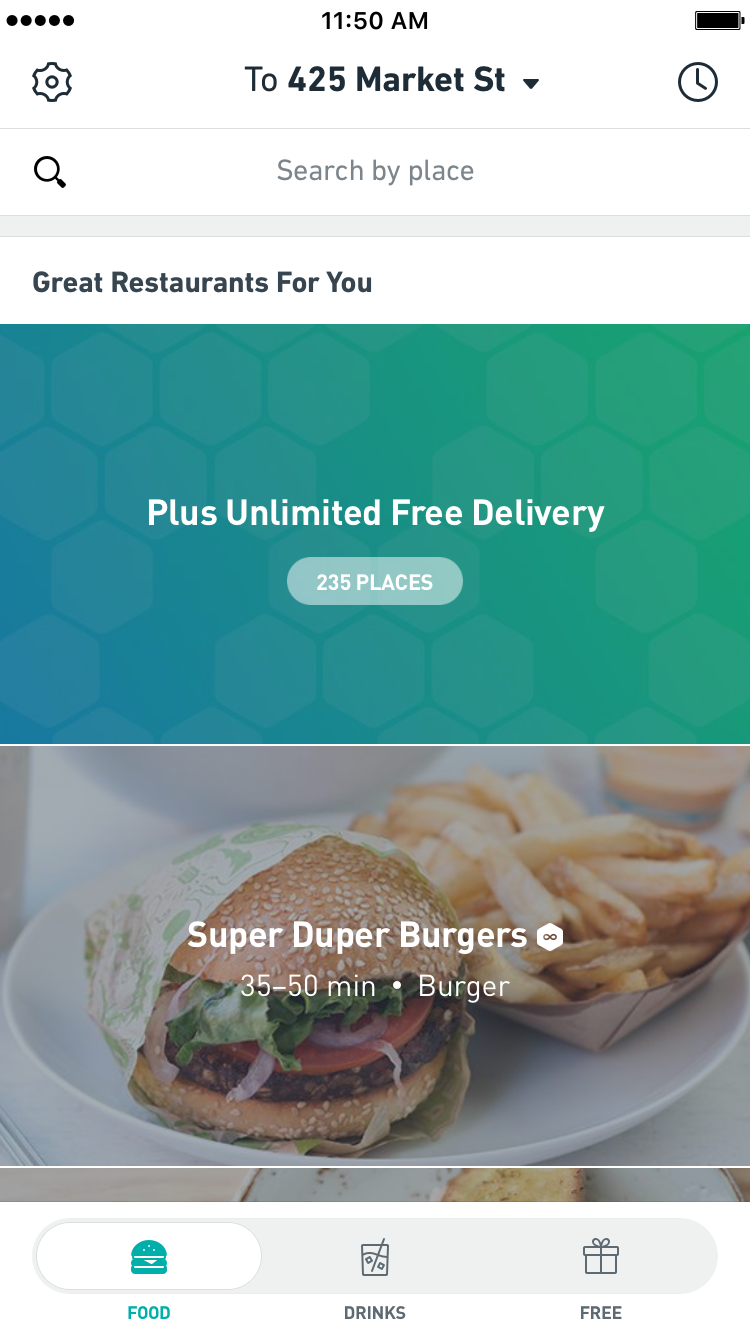 11:50 AM
To 425 Market St
Search by place
Great Restaurants For You
Plus Unlimited Free Delivery
235 PLACES
Super Duper Burgers
35–50 min • Burger
FOOD DRINKS FREE